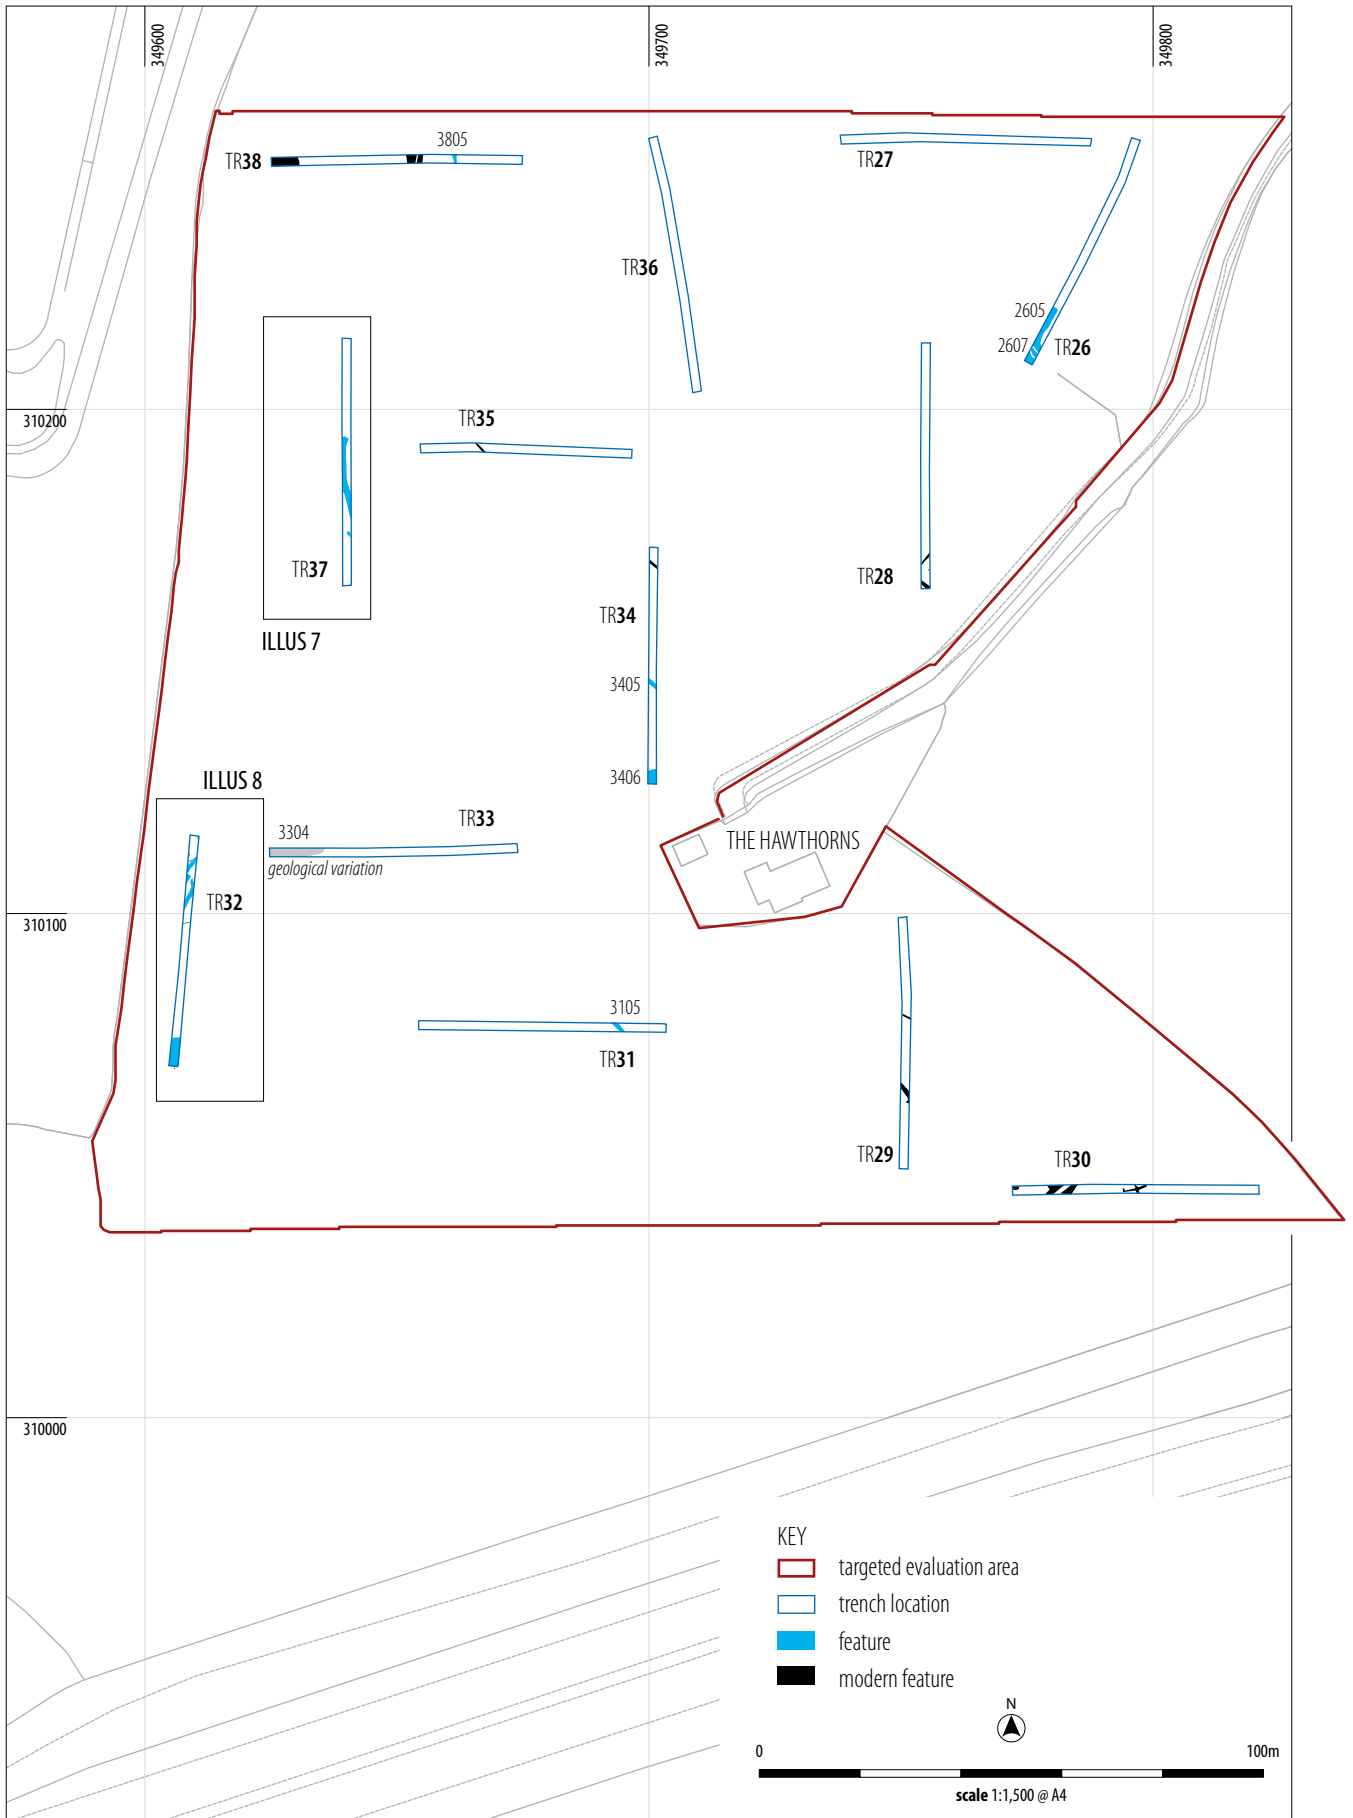 349600
349700
349800
3805
TR38
TR27
TR36
2605
2607
TR26
310200
TR35
TR37
TR28
TR34
ILLUS 7
3405
3406
ILLUS 8
3304
TR33
geological variation
THE HAWTHORNS
TR32
310100
3105
TR31
TR29
TR30
310000
KEY
targeted evaluation area
trench location
feature
modern feature
N
0
100m
scale 1:1,500 @ A4